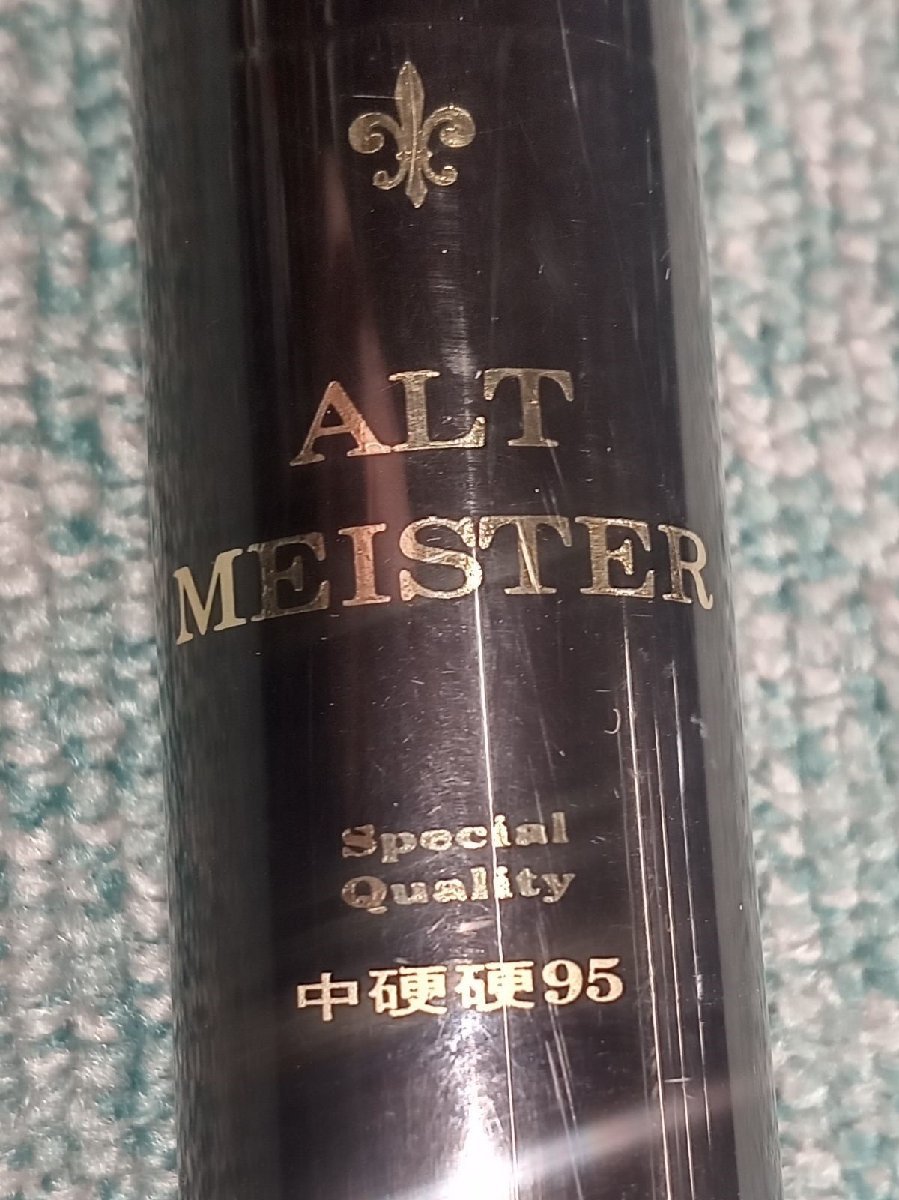 ALT
MEISTER
Special
Quality
中硬硬95